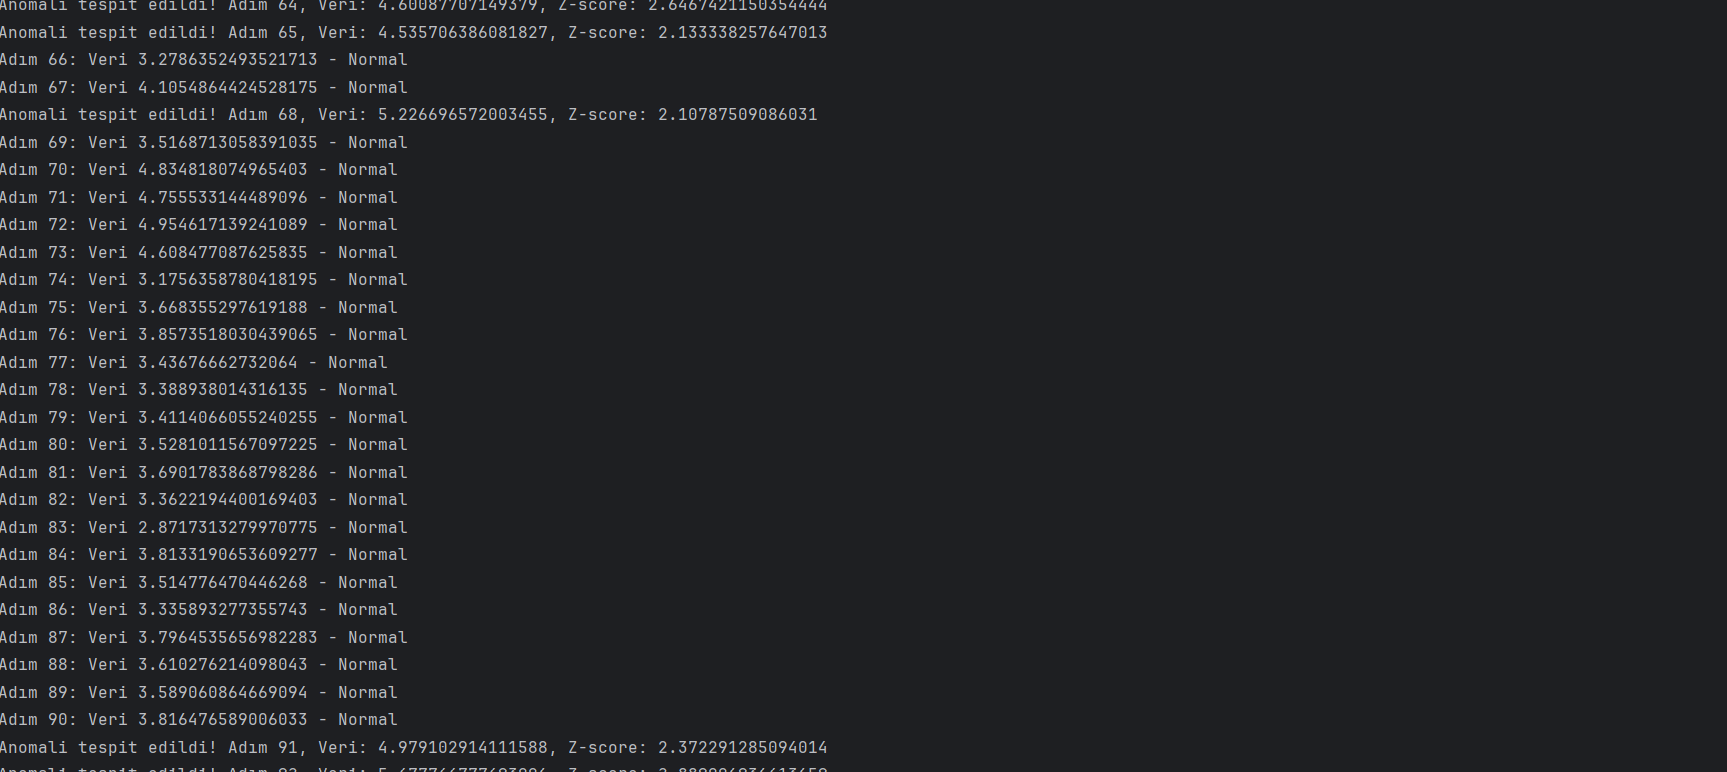 Anomali tespit edildi! Adım 64, Veri: 4.60087707149379, Z-score: 2.6467421150354444
Anomali tespit edildi! Adım 65, Veri: 4.535706386081827, Z-score: 2.133338257647013
Adım 66: Veri 3.2786352493521713 - Normal
Adım 67: Veri 4.1054864424528175 - Normal
Anomali tespit edildi! Adım 68, Veri: 5.226696572003455, Z-score: 2.10787509086031
Adım 69: Veri 3.5168713058391035 - Normal
Adım 70: Veri 4.834818074965403 - Normal
Adım 71: Veri 4.755533144489096 - Normal
Adım 72: Veri 4.954617139241089 - Normal
Adım 73: Veri 4.608477087625835 - Normal
Adım 74: Veri 3.1756358780418195 - Normal
Adım 75: Veri 3.668355297619188 - Normal
Adım 76: Veri 3.8573518030439065 - Normal
Adım 77: Veri 3.43676662732064 - Normal
Adım 78: Veri 3.388938014316135 - Normal
Adım 79: Veri 3.4114066055240255 - Normal
Adım 80: Veri 3.5281011567097225 - Normal
Adım 81: Veri 3.6901783868798286 - Normal
Adım 82: Veri 3.3622194400169403 - Normal
Adım 83: Veri 2.8717313279970775 - Normal
Adım 84: Veri 3.8133190653609277 - Normal
Adım 85: Veri 3.514776470446268 - Normal
Adım 86: Veri 3.335893277355743 - Normal
Adım 87: Veri 3.7964535656982283 - Normal
Adım 88: Veri 3.610276214098043 - Normal
Adım 89: Veri 3.589060864669094 - Normal
Adım 90: Veri 3.816476589006033 - Normal
Anomali tespit edildi! Adım 91, Veri: 4.979102914111588, Z-score: 2.372291285094014
Anomali tespit edildi! Adım Veri: Z-score: